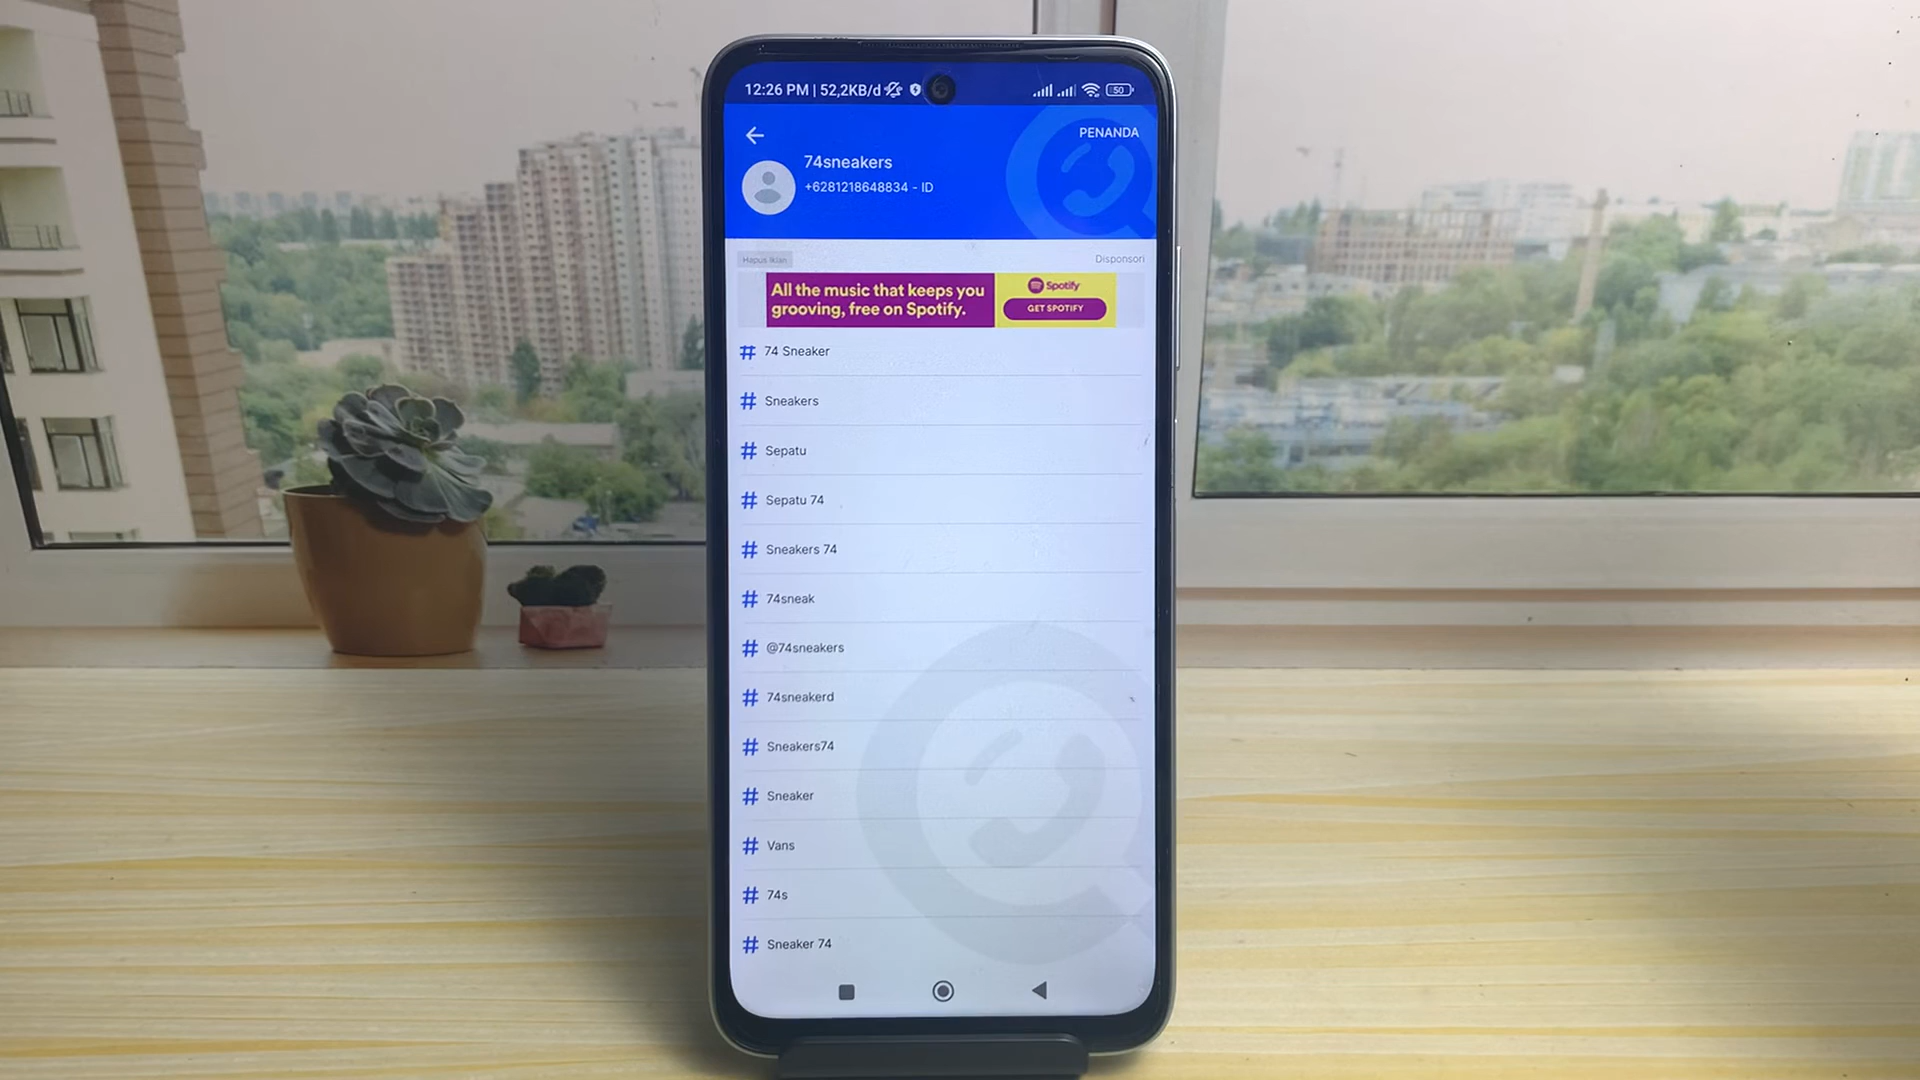 12:26 PM | 52,2KB/d
50
PENANDA
74sneakers
+6281218648834 - ID
Hapus Iklan
Disponsori
All the music that keeps you
grooving, free on Spotify.
Spotify
GET SPOTIFY
# 74 Sneaker
# Sneakers
# Sepatu
# Sepatu 74
# Sneakers 74
# 74sneak
# @74sneakers
# 74sneakerd
# Sneakers74
# Sneaker
# Vans
# 74s
# Sneaker 74